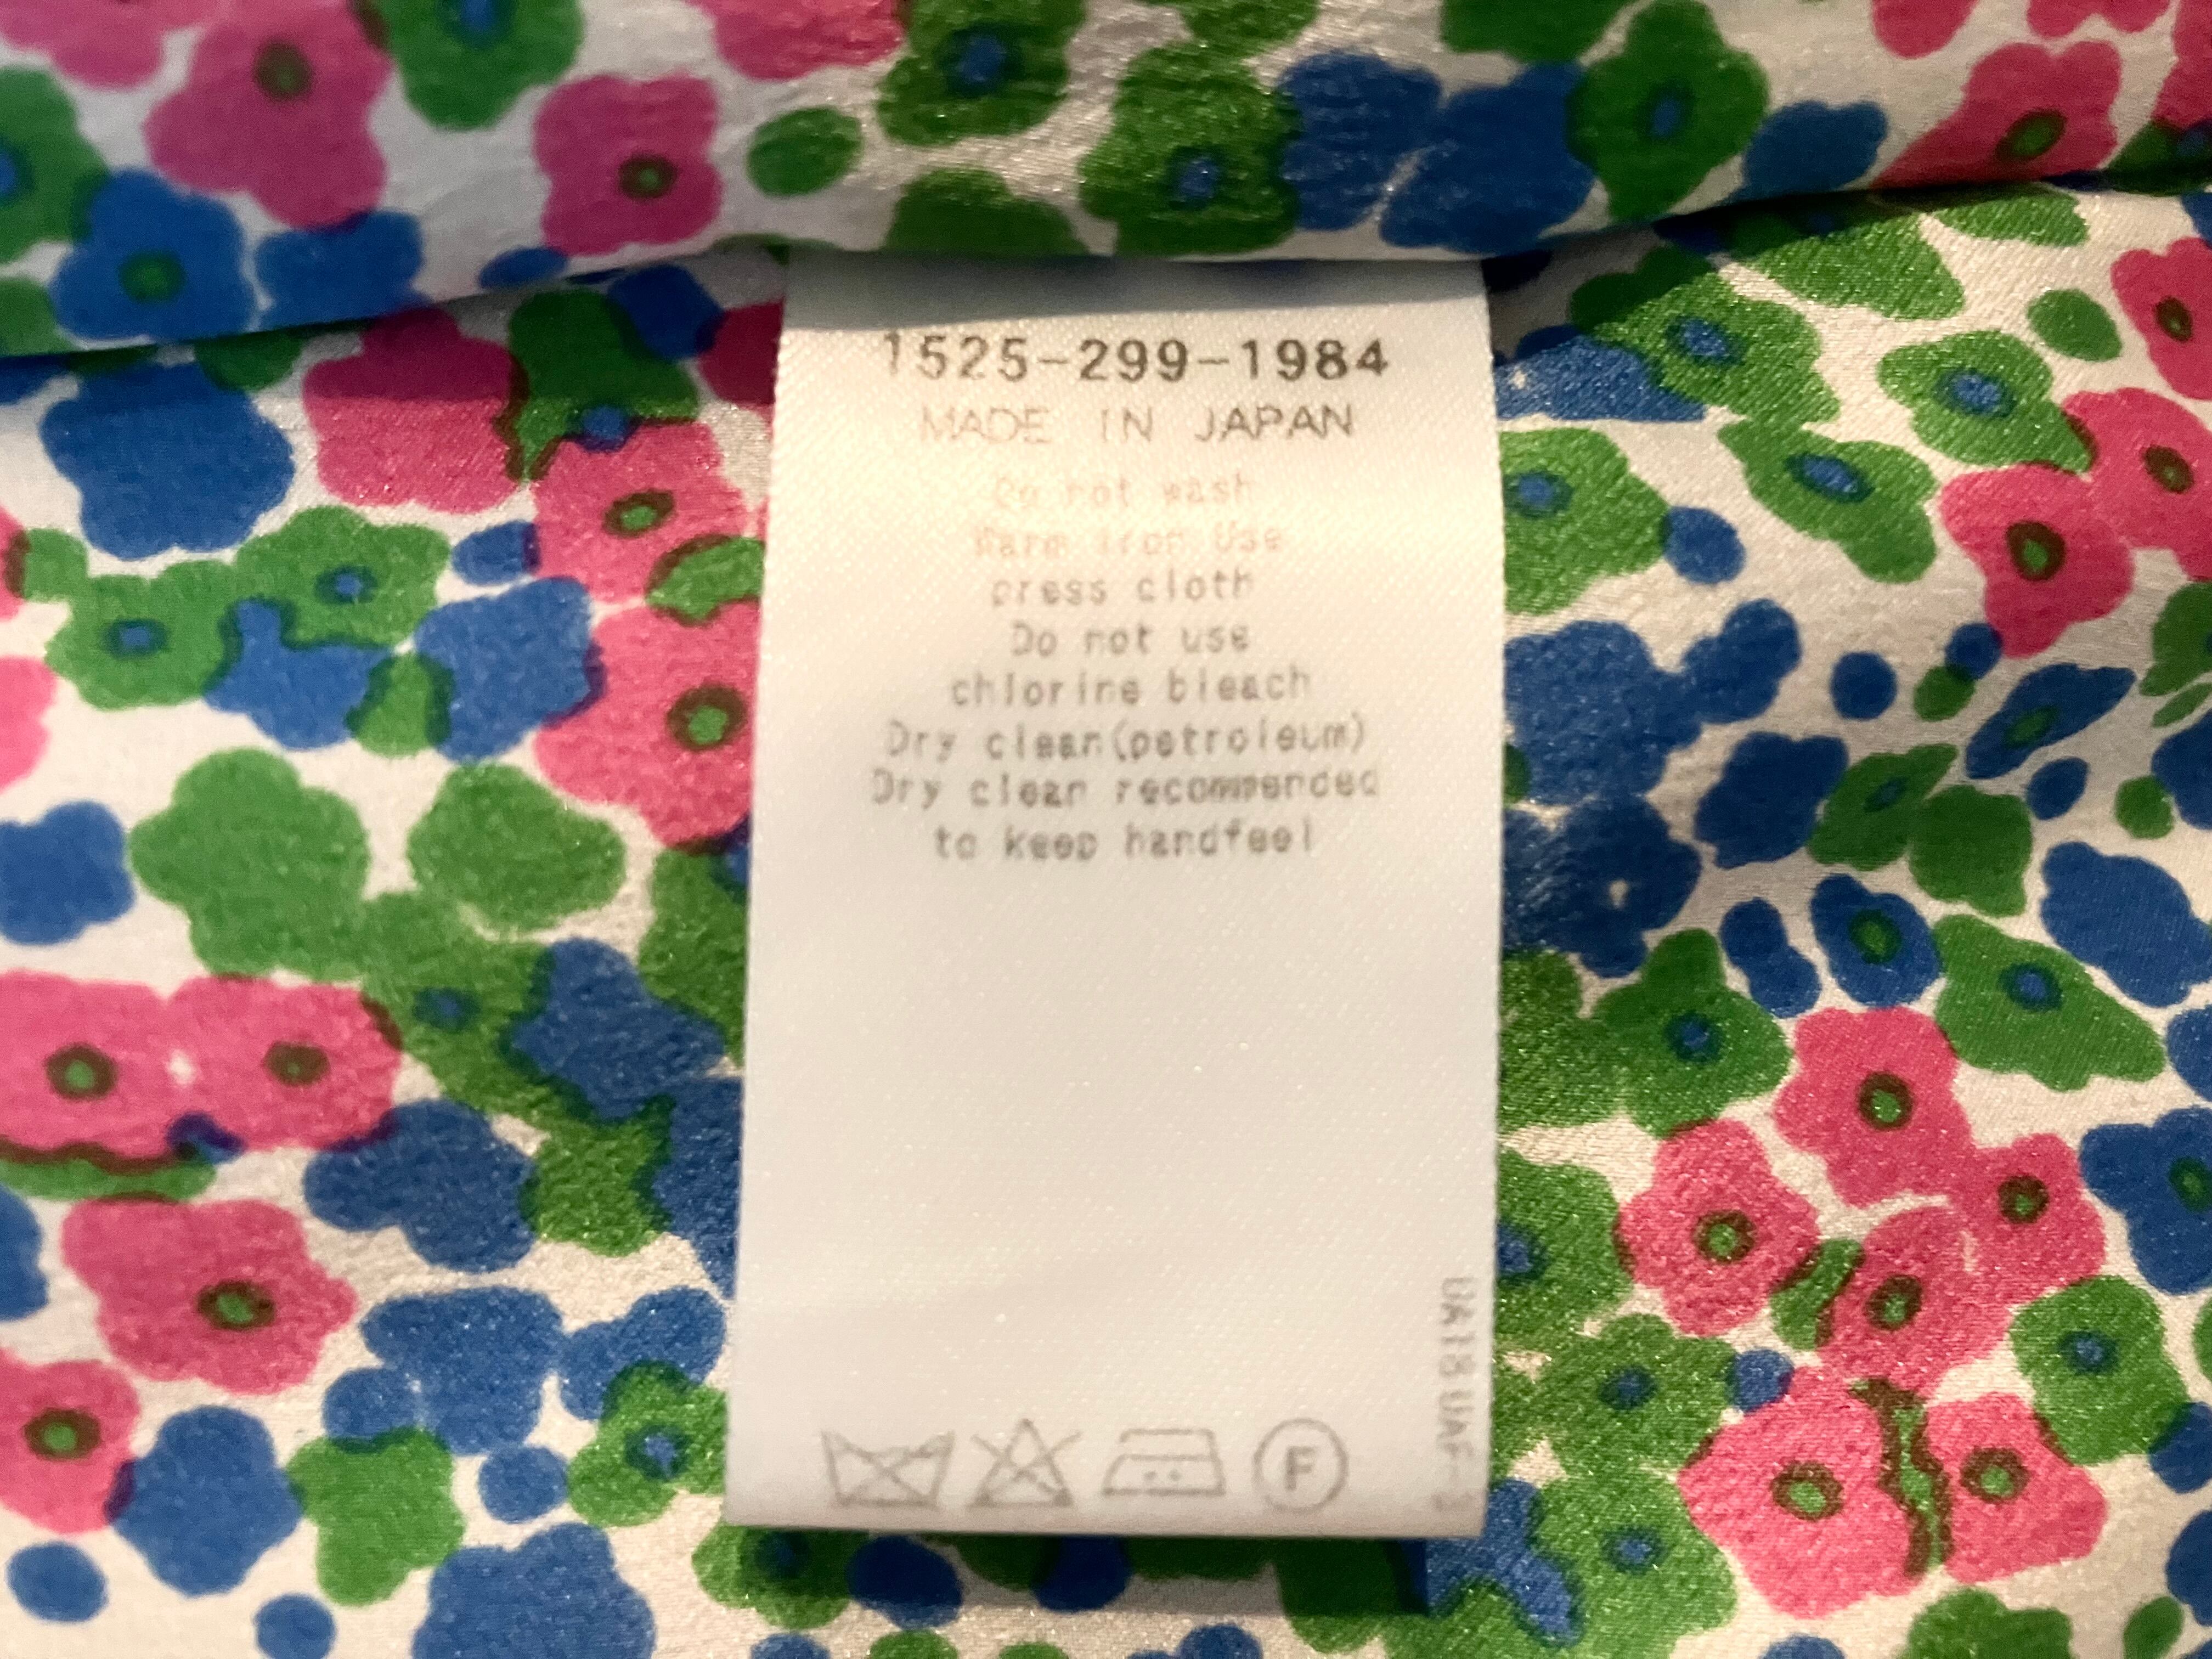 1525-299-1984
MADE IN JAPAN
Do not wash
Warm iron Use
press cloth
Do not use
chlorine bleach
Dry clean(petroleum)
Dry clean recommended
to keep handfeel
F